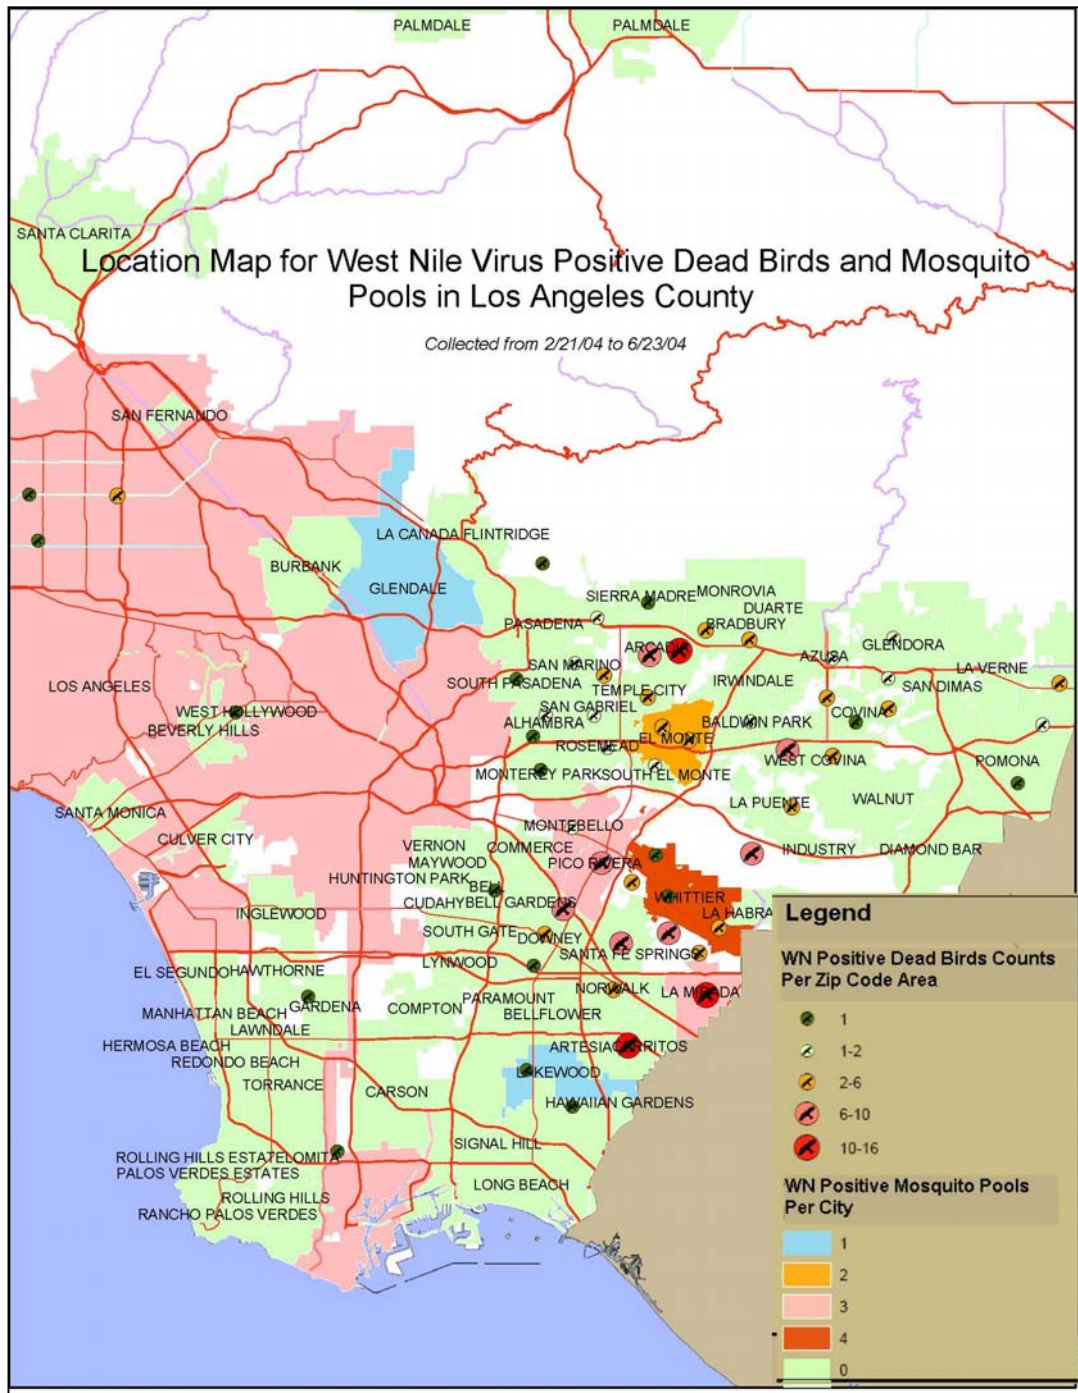 PALMDALE
PALMDALE
SANTA CLARITA
Location Map for West Nile Virus Positive Dead Birds and Mosquito
Pools in Los Angeles County
Collected from 2/21/04 to 6/23/04
SAN FERNANDO
LA CANADA FLINTRIDGE
BURBANK
GLENDALE
SIERRA MADRE
MONROVIA
DUARTE
PASADENA
BRADBURY
ARCADIA
GLENDORA
AZUSA
SAN MARINO
LA VERNE
LOS ANGELES
SOUTH PASADENA
TEMPLE CITY
IRWINDALE
SAN DIMAS
WEST HOLLYWOOD
SAN GABRIEL
COVINA
BEVERLY HILLS
ALHAMBRA
BALDWIN PARK
ROSEMEAD
EL MONTE
WEST COVINA
POMONA
MONTEREY PARK
SOUTH EL MONTE
SANTA MONICA
LA PUENTE
WALNUT
MONTEBELLO
CULVER CITY
VERNON
COMMERCE
INDUSTRY
DIAMOND BAR
MAYWOOD
PICO RIVERA
HUNTINGTON PARK
BELL
WHITTIER
CUDAHY
BELL GARDENS
INGLEWOOD
LA HABRA
SOUTH GATE
DOWNEY
SANTA FE SPRINGS
LYNWOOD
EL SEGUNDO
HAWTHORNE
NORWALK
LA MIRADA
PARAMOUNT
GARDENA
COMPTON
MANHATTAN BEACH
BELLFLOWER
LAWNDALE
HERMOSA BEACH
ARTESIA
CERRITOS
REDONDO BEACH
LAKEWOOD
TORRANCE
CARSON
HAWAIIAN GARDENS
SIGNAL HILL
ROLLING HILLS ESTATE
LOMITA
PALOS VERDES ESTATES
LONG BEACH
ROLLING HILLS
RANCHO PALOS VERDES
Legend
WN Positive Dead Birds Counts
Per Zip Code Area
1
1-2
2-6
6-10
10-16
WN Positive Mosquito Pools
Per City
1
2
3
4
0